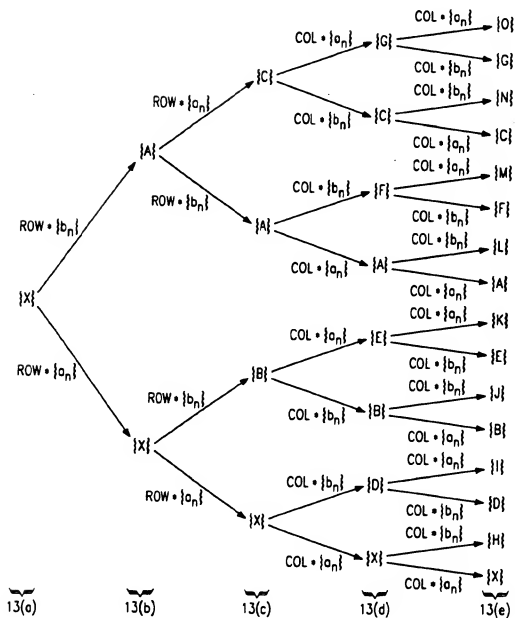 COL * {aₙ} {O}
COL * {aₙ} {G}
COL * {bₙ} {G}
{C}
COL * {bₙ} {N}
ROW * {aₙ}
COL * {bₙ} {C}
COL * {aₙ} {C}
{A}
COL * {aₙ} {M}
ROW * {bₙ}
COL * {bₙ} {F}
COL * {bₙ} {F}
ROW * {bₙ}
{A}
COL * {bₙ} {L}
COL * {aₙ} {A}
COL * {aₙ} {A}
{X}
COL * {aₙ} {K}
COL * {aₙ} {E}
COL * {bₙ} {E}
ROW * {aₙ}
{B}
COL * {bₙ} {J}
ROW * {bₙ}
COL * {bₙ} {B}
COL * {aₙ} {B}
{X}
COL * {aₙ} {I}
COL * {bₙ} {D}
ROW * {aₙ}
COL * {bₙ} {D}
{X}
COL * {bₙ} {H}
COL * {aₙ} {X}
COL * {aₙ} {X}
13(a) 13(b) 13(c) 13(d) 13(e)